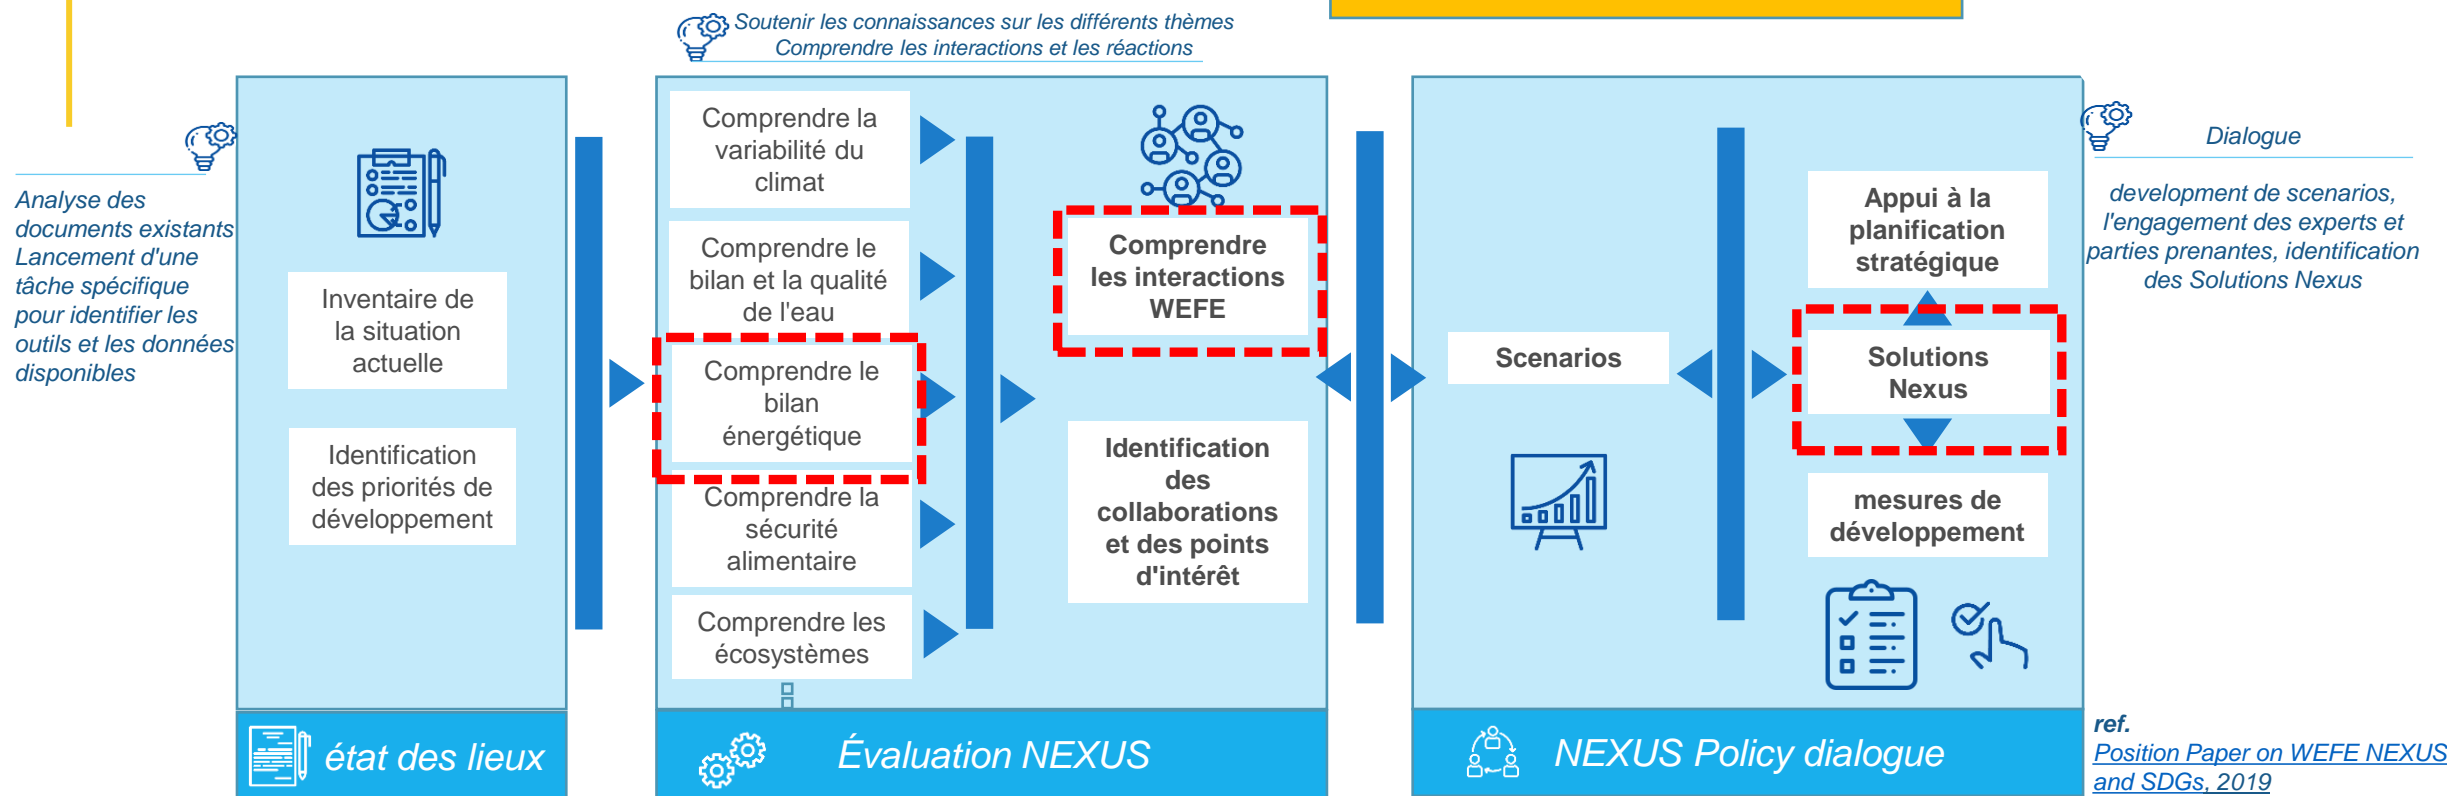 Soutenir les connaissances sur les différents thèmes
Comprendre les interactions et les réactions
Analyse des
documents existants
Lancement d'une
tâche spécifique
pour identifier les
outils et les données
disponibles
Inventaire de
la situation
actuelle
Identification
des priorités de
développement
état des lieux
Comprendre la
variabilité du
climat
Comprendre le
bilan et la qualité
de l'eau
Comprendre le
bilan
énergétique
Comprendre la
sécurité
alimentaire
Comprendre les
écosystèmes
Comprendre
les interactions
WEFE
Identification
des
collaborations
et des points
d'intérêt
Évaluation NEXUS
Scenarios
Appui à la
planification
stratégique
Solutions
Nexus
mesures de
développement
NEXUS Policy dialogue
Dialogue
development de scenarios,
l'engagement des experts et
parties prenantes, identification
des Solutions Nexus
ref.
Position Paper on WEFE NEXUS
and SDGs, 2019